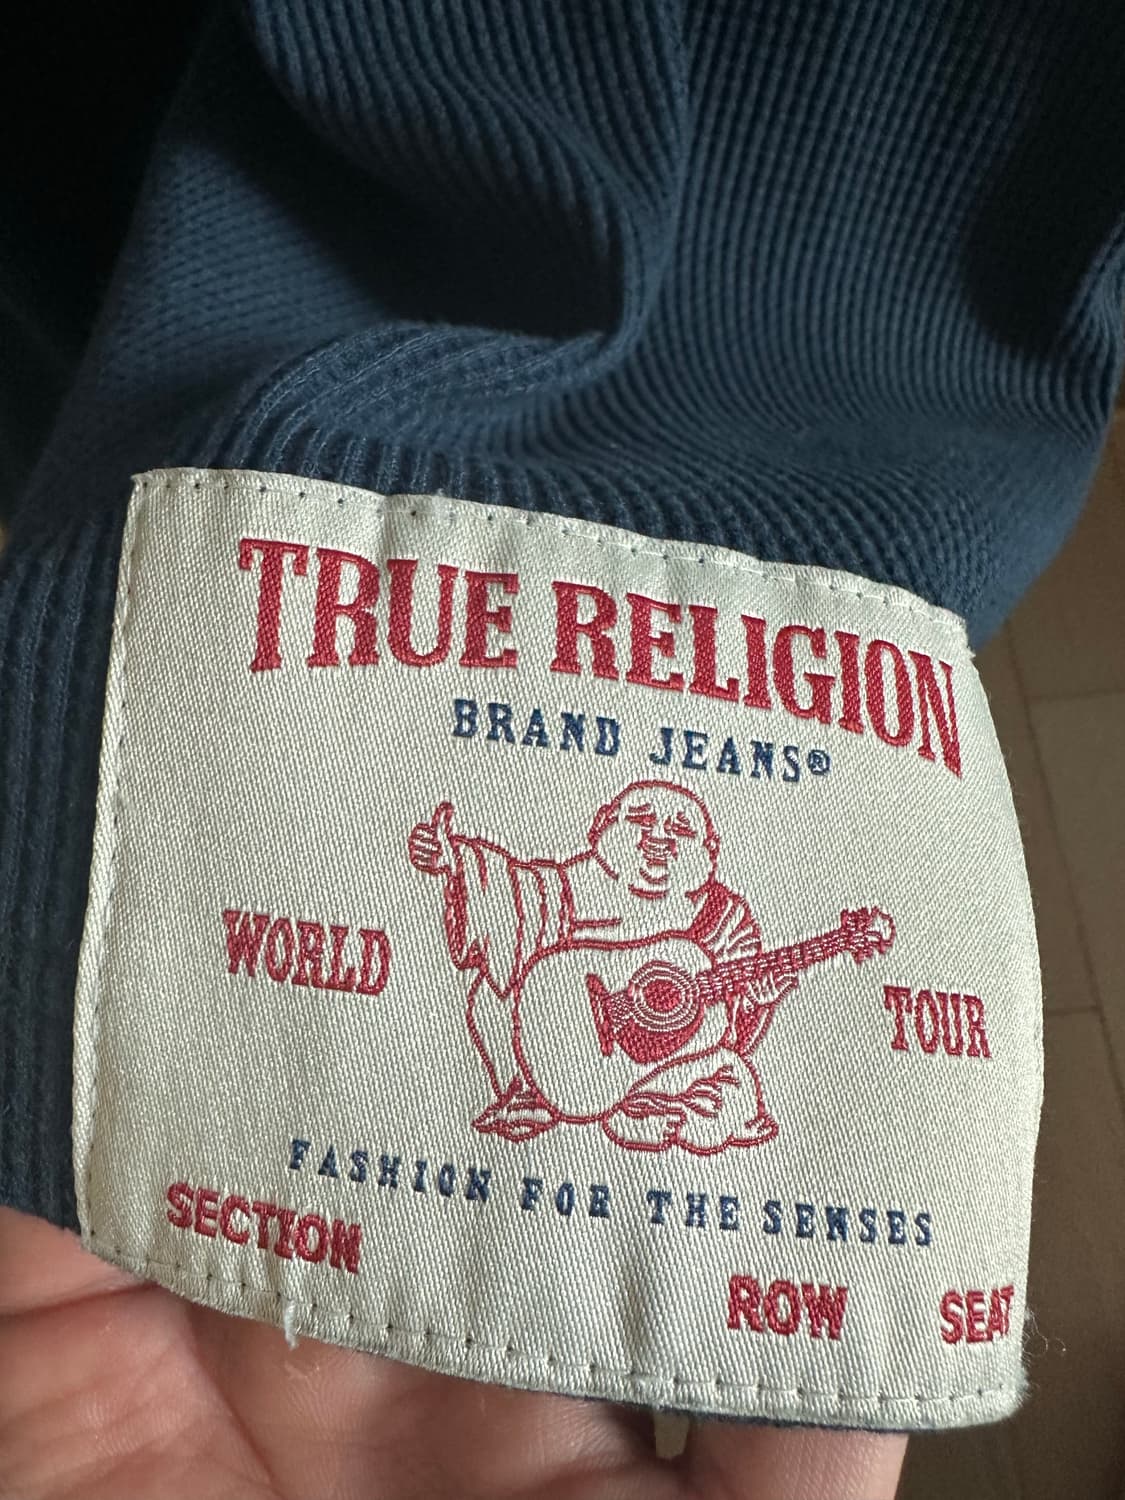 TRUE RELIGION
BRAND JEANS®
WORLD TOUR
FASHION FOR THE SENSES
SECTION ROW SEAT